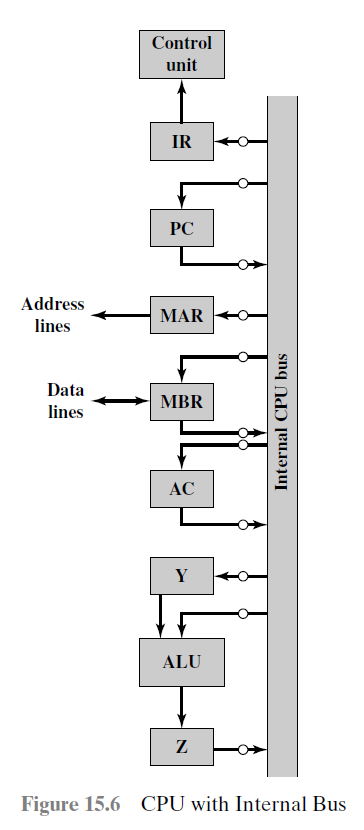 Control
unit
IR
PC
Address
lines
MAR
Data
lines
MBR
Internal CPU bus
AC
Y
ALU
Z
Figure 15.6 CPU with Internal Bus